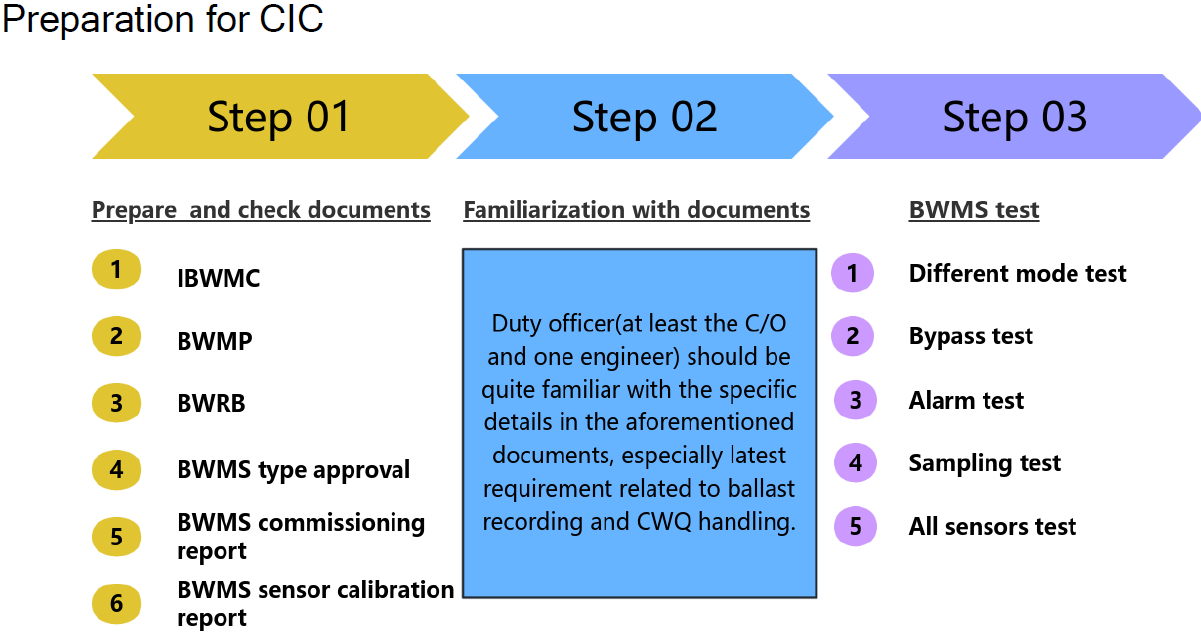 Preparation for CIC
Step 01
Step 02
Step 03
Prepare and check documents
1
IBWMC
2
BWMP
3
BWRB
4
BWMS type approval
5
BWMS commissioning
report
6
BWMS sensor calibration
report
Familiarization with documents
Duty officer(at least the C/O
and one engineer) should be
quite familiar with the specific
details in the aforementioned
documents, especially latest
requirement related to ballast
recording and CWQ handling.
BWMS test
1
Different mode test
2
Bypass test
3
Alarm test
4
Sampling test
5
All sensors test